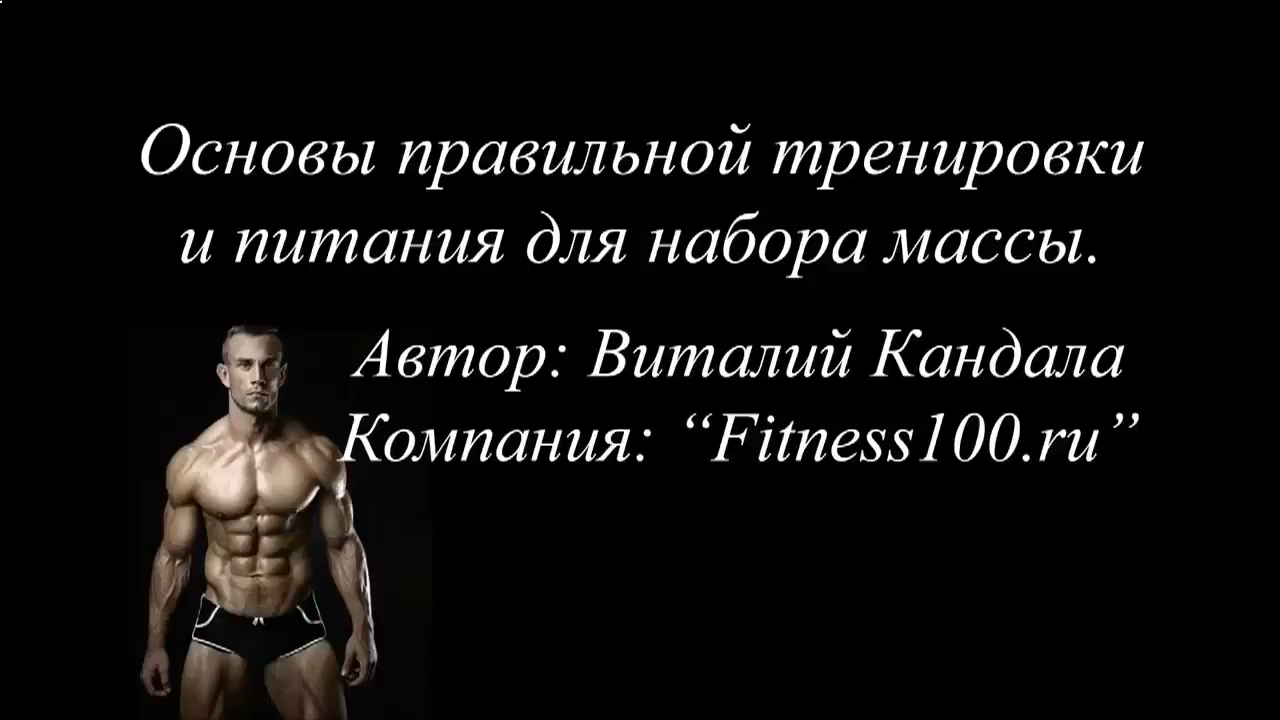 Основы правильной тренировки
и питания для набора массы.
Автор: Виталий Кандала
Компания: “Fitness100.ru”